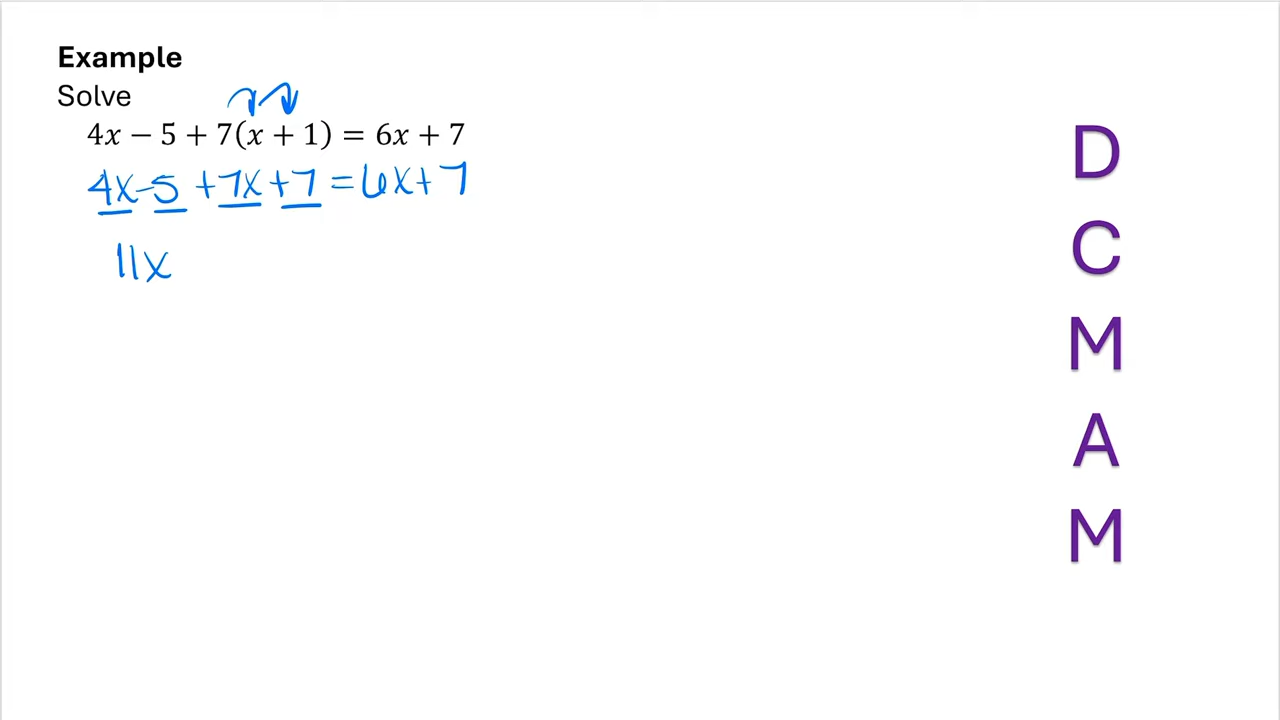 Example
Solve
4x − 5 + 7(x + 1) = 6x + 7
4x-5 +7x+7 = 6x+7
11x
D
C
M
A
M